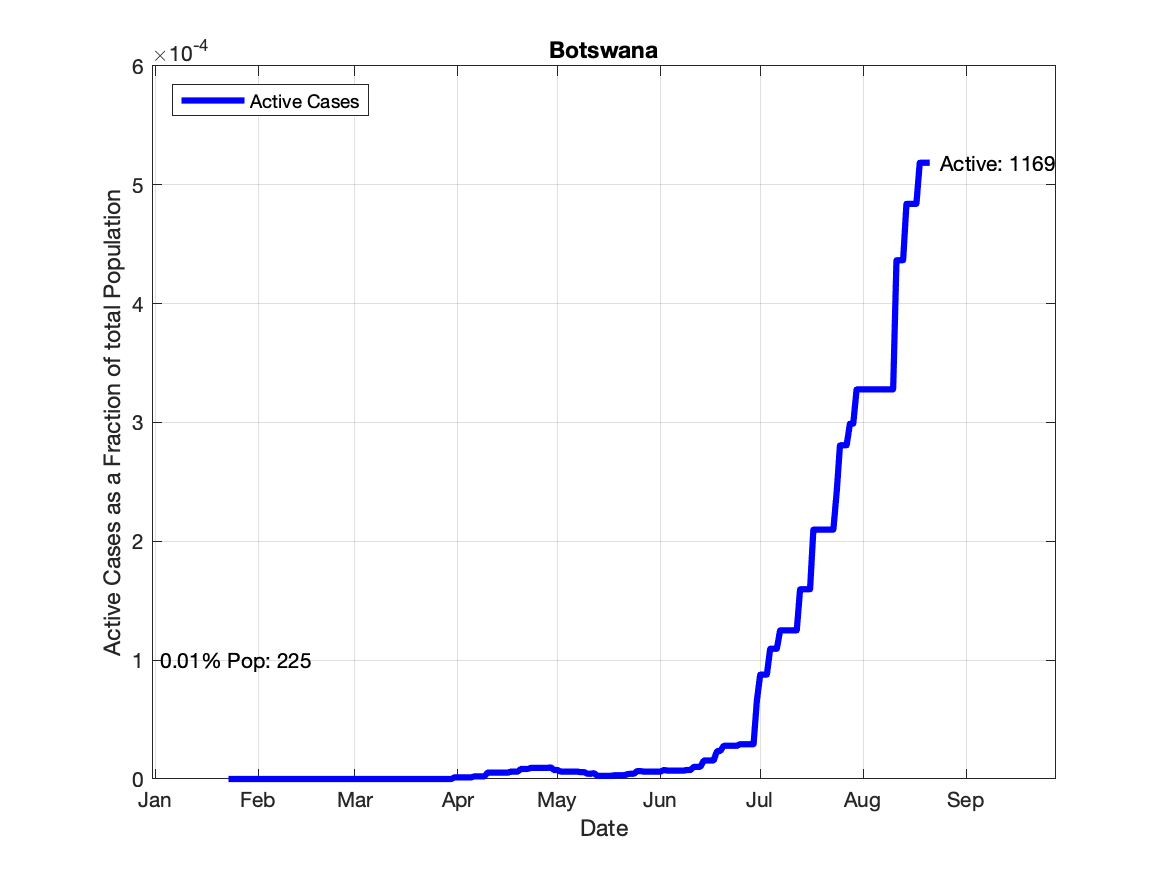 Botswana
×10-4
Active Cases
Active: 1169
0.01% Pop: 225
Active Cases as a Fraction of total Population
6
5
4
3
2
1
0
Jan Feb Mar Apr May Jun Jul Aug Sep
Date